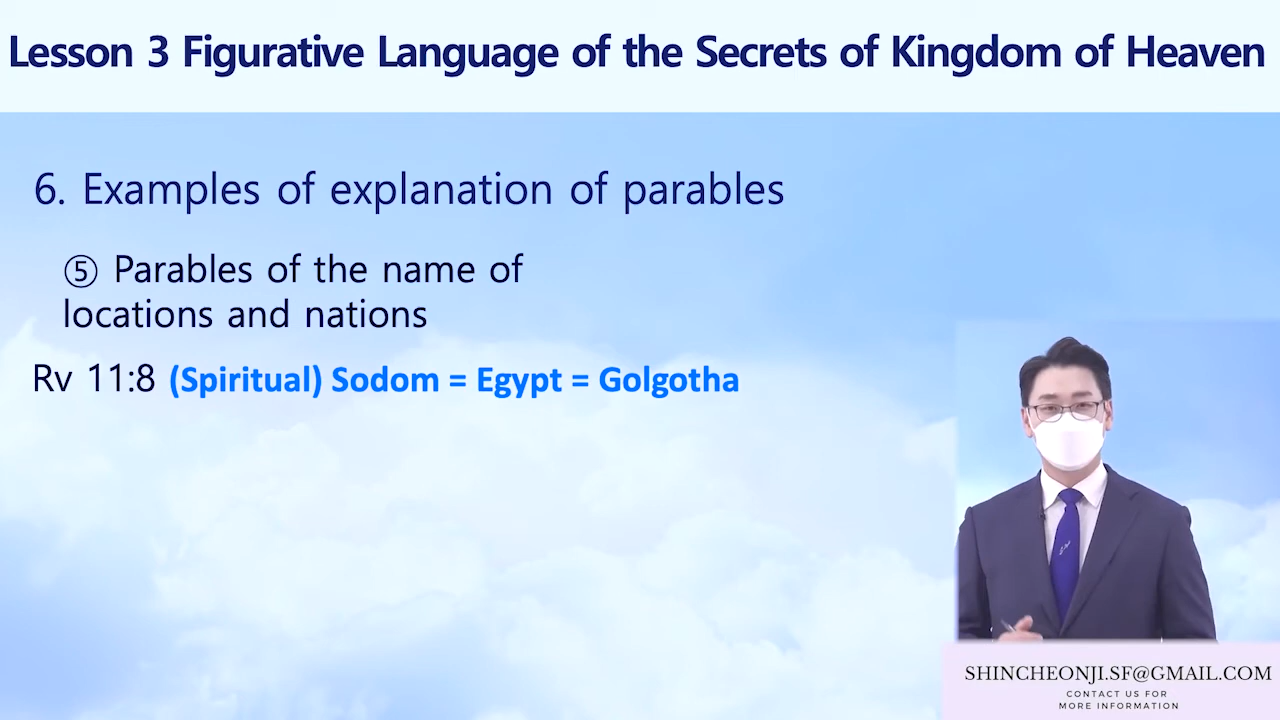 Lesson 3 Figurative Language of the Secrets of Kingdom of Heaven
6. Examples of explanation of parables
⑤ Parables of the name of
locations and nations
Rv 11:8 (Spiritual) Sodom = Egypt = Golgotha
SHINCHEONJI.SF@GMAIL.COM
CONTACT US FOR
MORE INFORMATION